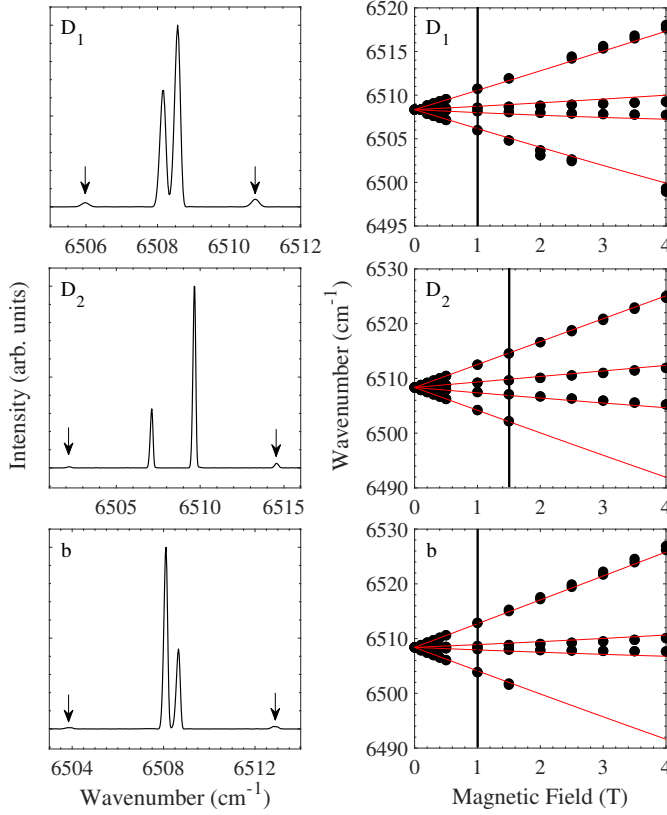 D1
6506 6508 6510 6512
D2
6505 6510 6515
b
6504 6508 6512
Wavenumber (cm-1)
Intensity (arb. units)
D1
6520
6515
6510
6505
6500
6495
0 1 2 3 4
D2
6530
6520
6510
6500
6490
0 1 2 3 4
b
6530
6520
6510
6500
6490
0 1 2 3 4
Magnetic Field (T)
Wavenumber (cm-1)